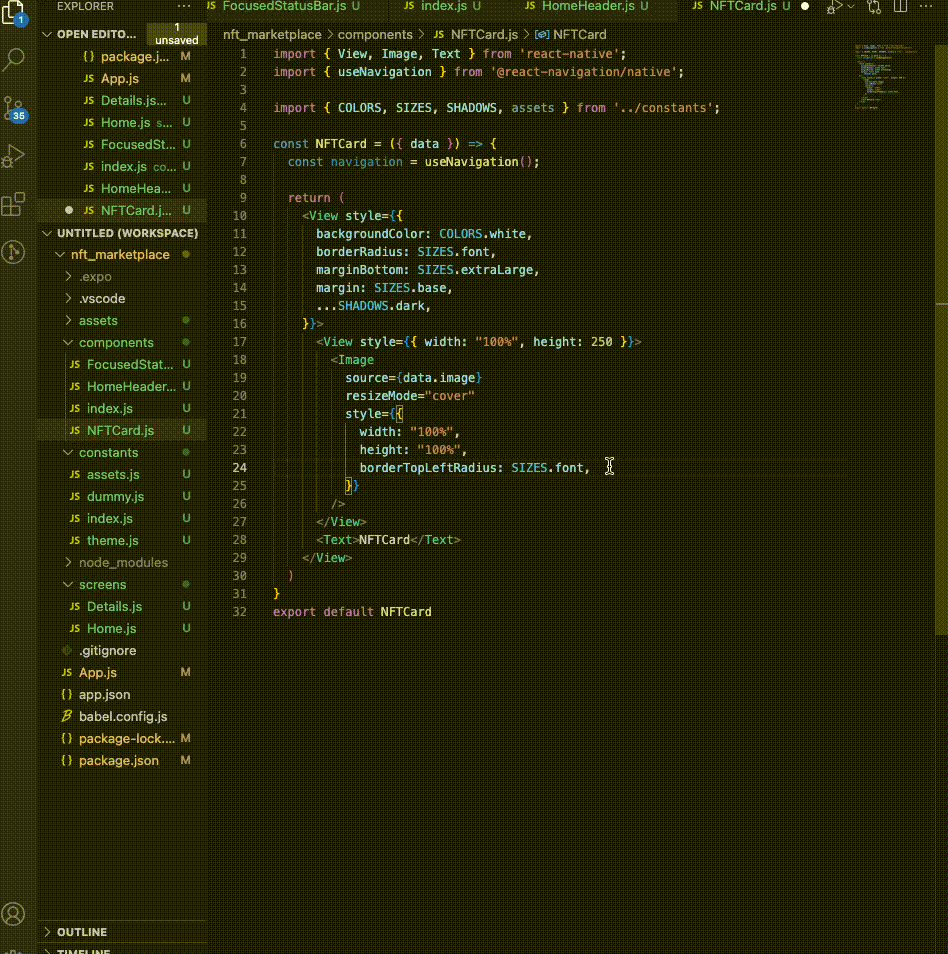 EXPLORER ...
1
OPEN EDITO... 1 unsaved
{} package.j... M
JS App.js M
JS Details.js... U
JS Home.js s... U
JS FocusedSt... U
JS index.js co... U
JS HomeHea... U
JS NFTCard.j... U
35
UNTITLED (WORKSPACE)
nft_marketplace
.expo
.vscode
assets
components
JS FocusedStat... U
JS HomeHeader... U
JS index.js U
JS NFTCard.js U
constants
JS assets.js U
JS dummy.js U
JS index.js U
JS theme.js U
node_modules
screens
JS Details.js U
JS Home.js U
.gitignore
JS App.js M
{} app.json
babel.config.js
{} package-lock.... M
{} package.json M
OUTLINE
TIMELINE
JS FocusedStatusBar.js U JS index.js U JS HomeHeader.js U JS NFTCard.js U
nft_marketplace > components > JS NFTCard.js > NFTCard
1 import { View, Image, Text } from 'react-native';
2 import { useNavigation } from '@react-navigation/native';
3
4 import { COLORS, SIZES, SHADOWS, assets } from '../constants';
5
6 const NFTCard = ({ data }) => {
7 const navigation = useNavigation();
8
9 return (
10 <View style={{
11 backgroundColor: COLORS.white,
12 borderRadius: SIZES.font,
13 marginBottom: SIZES.extraLarge,
14 margin: SIZES.base,
15 ...SHADOWS.dark,
16 }}>
17 <View style={{ width: "100%", height: 250 }}>
18 <Image
19 source={data.image}
20 resizeMode="cover"
21 style={{
22 width: "100%",
23 height: "100%",
24 borderTopLeftRadius: SIZES.font,
25 }}
26 />
27 </View>
28 <Text>NFTCard</Text>
29 </View>
30 )
31 }
32 export default NFTCard